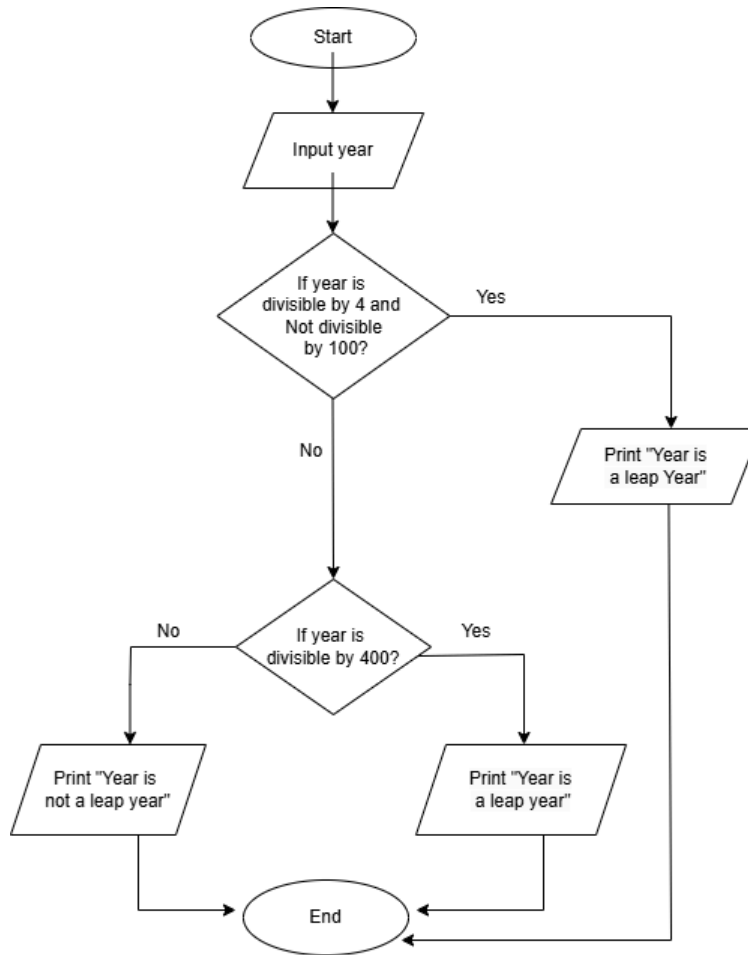 Start
Input year
If year is
divisible by 4 and
Not divisible
by 100?
Yes
No
Print "Year is
a leap Year"
No
If year is
divisible by 400?
Yes
Print "Year is
not a leap year"
Print "Year is
a leap year"
End